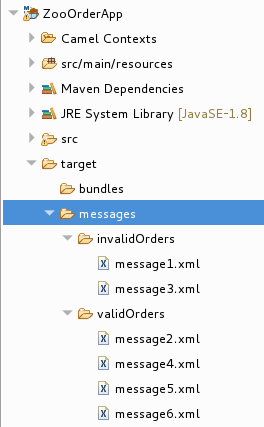 ZooOrderApp
Camel Contexts
src/main/resources
Maven Dependencies
JRE System Library [JavaSE-1.8]
src
target
bundles
messages
invalidOrders
message1.xml
message3.xml
validOrders
message2.xml
message4.xml
message5.xml
message6.xml